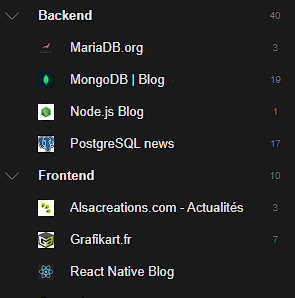 Backend 40
MariaDB.org 3
MongoDB | Blog 19
Node.js Blog 1
PostgreSQL news 17
Frontend 10
Alsacreations.com - Actualités 3
Grafikart.fr 7
React Native Blog